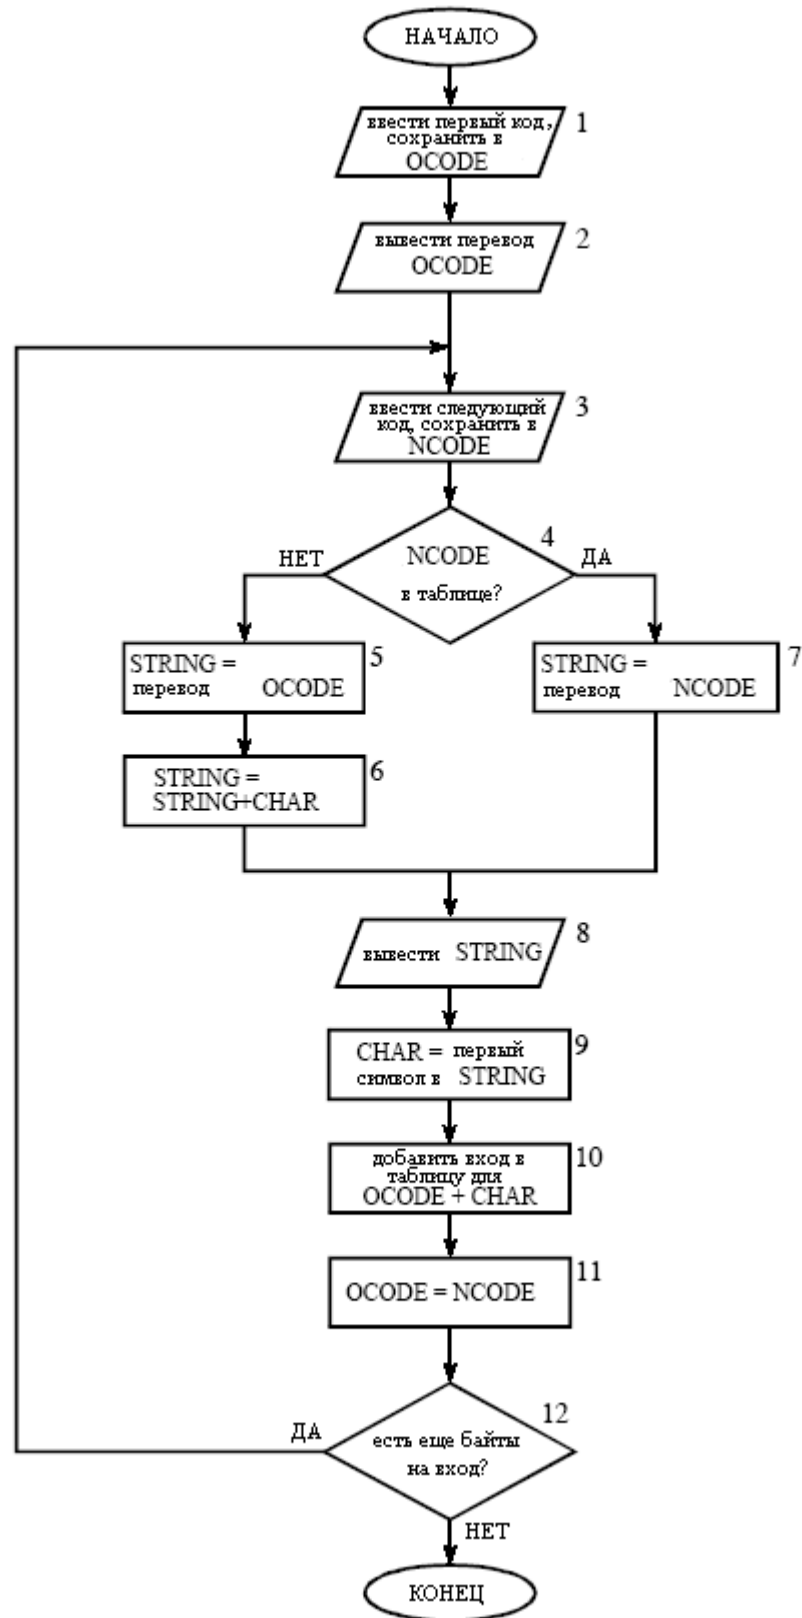 НАЧАЛО
ввести первый код,
сохранить в
OCODE
1
вывести перевод
OCODE
2
ввести следующий
код, сохранить в
NCODE
3
NCODE
в таблице?
4
НЕТ
ДА
STRING =
перевод OCODE
5
STRING =
перевод NCODE
7
STRING =
STRING+CHAR
6
вывести STRING
8
CHAR = первый
символ в STRING
9
добавить вход в
таблицу для
OCODE + CHAR
10
OCODE = NCODE
11
есть еще байты
на вход?
12
ДА
НЕТ
КОНЕЦ